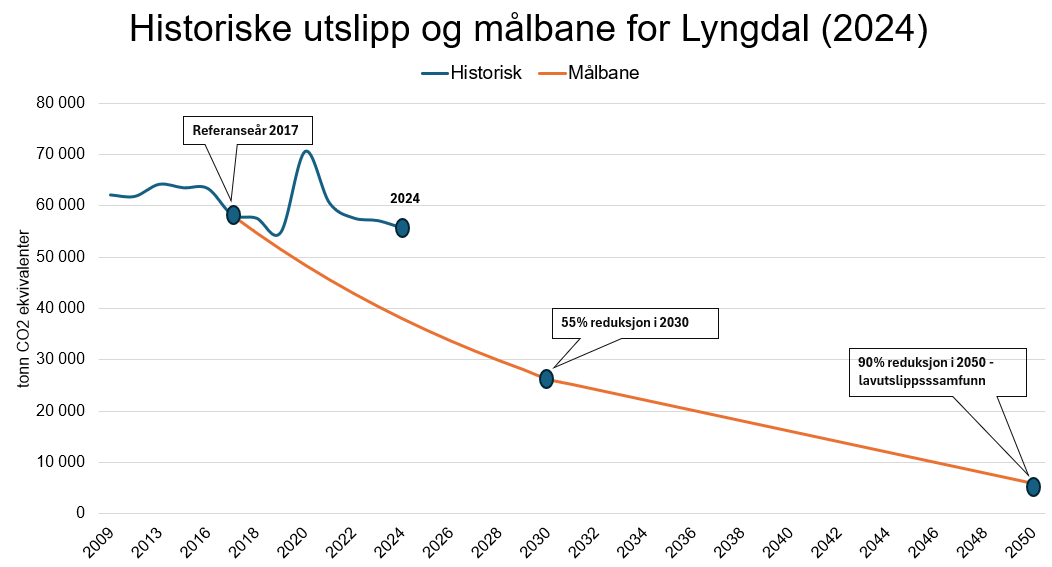 Historiske utslipp og målbane for Lyngdal (2024)
Historisk Målbane
tonn CO2 ekvivalenter
80 000
70 000
60 000
50 000
40 000
30 000
20 000
10 000
0
Referanseår 2017
2024
55% reduksjon i 2030
90% reduksjon i 2050 -
lavutslippsssamfunn
2009 2013 2016 2018 2020 2022 2024 2026 2028 2030 2032 2034 2036 2038 2040 2042 2044 2046 2048 2050